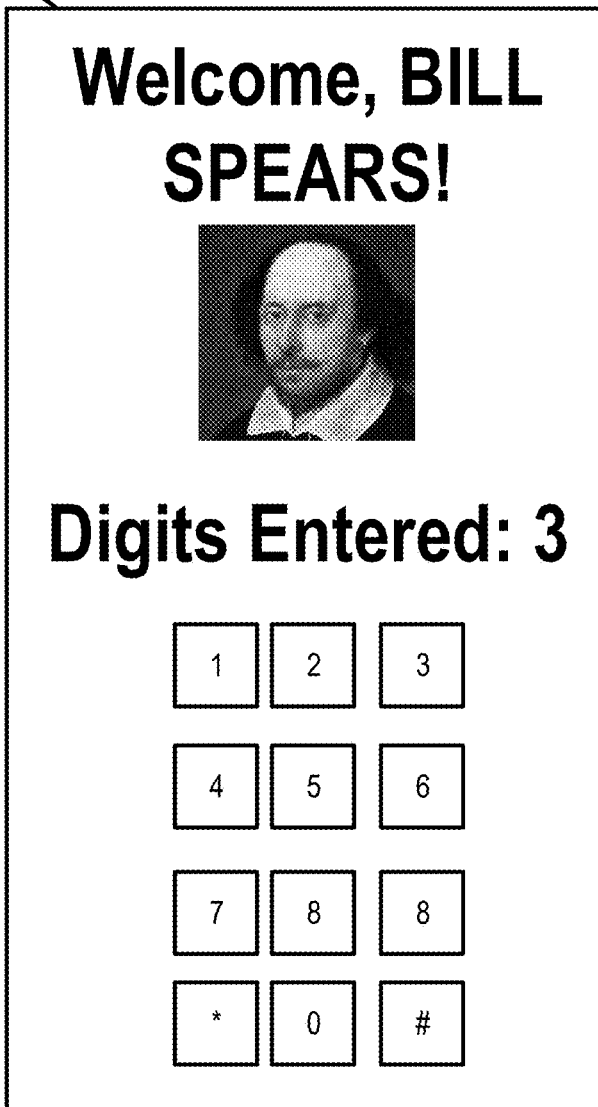 Welcome, BILL
SPEARS!
Digits Entered: 3
1 2 3
4 5 6
7 8 8
* 0 #